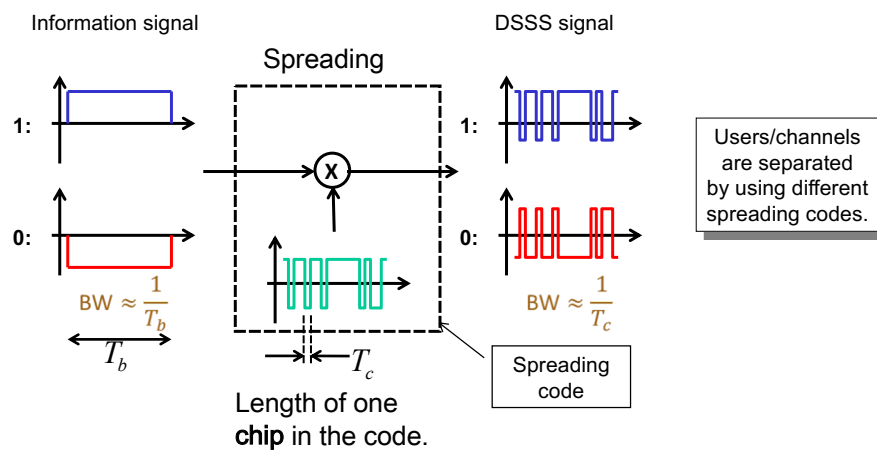 Information signal
DSSS signal
Spreading
1:
1:
X
Users/channels
are separated
by using different
spreading codes.
0:
0:
BW ≈ 1/T_b
BW ≈ 1/T_c
T_b
T_c
Spreading
code
Length of one
chip in the code.